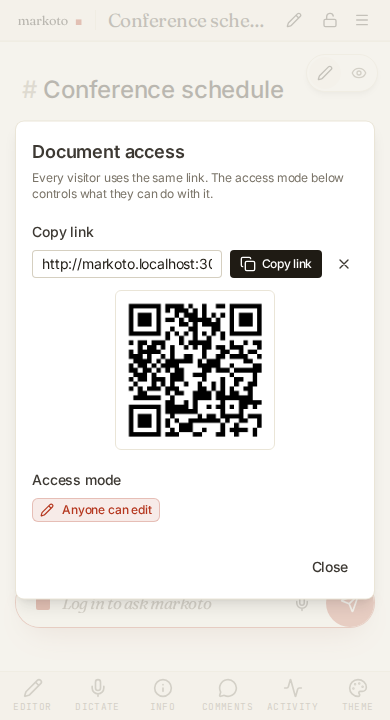 markoto
Conference sche...
# Conference schedule
Document access
Every visitor uses the same link. The access mode below
controls what they can do with it.
Copy link
http://markoto.localhost:30
Copy link
Access mode
Anyone can edit
Close
Log in to ask markoto
EDITOR
DICTATE
INFO
COMMENTS
ACTIVITY
THEME